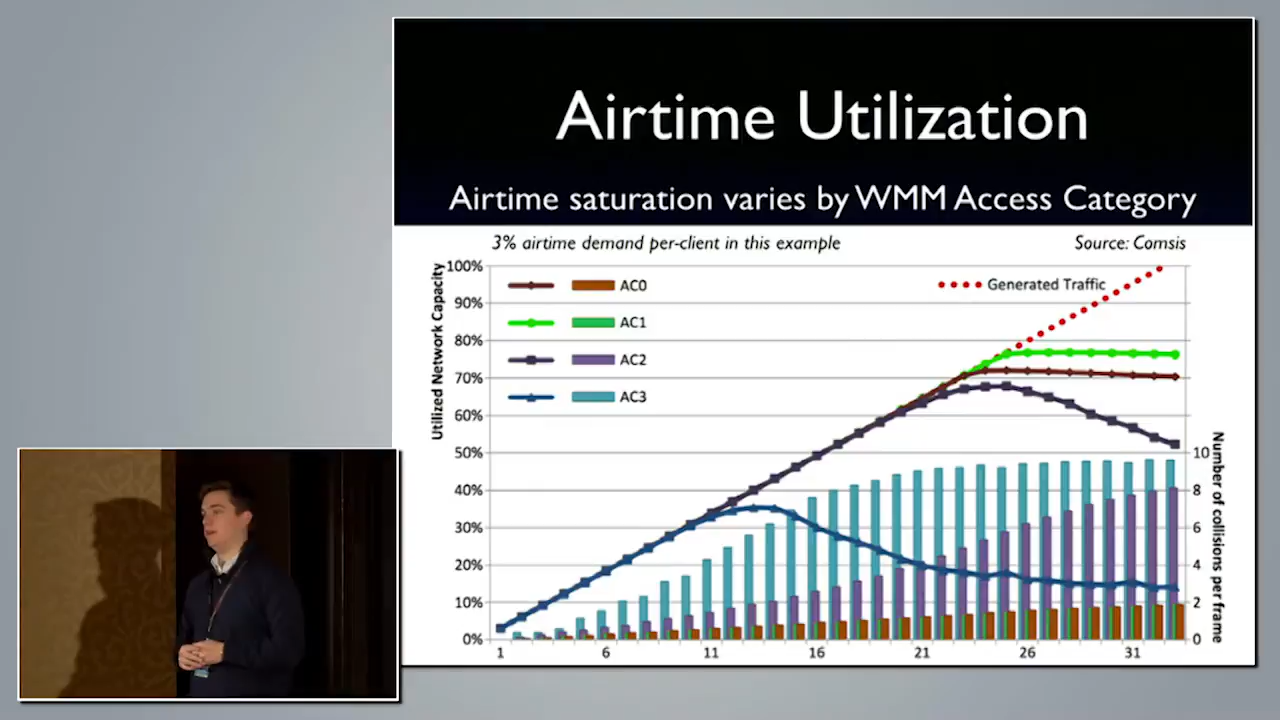 Airtime Utilization
Airtime saturation varies by WMM Access Category
3% airtime demand per-client in this example
Source: Comsis
Utilized Network Capacity
100%
90%
80%
70%
60%
50%
40%
30%
20%
10%
0%
AC0
AC1
AC2
AC3
Generated Traffic
10
8
6
4
2
0
Number of collisions per frame
1
6
11
16
21
26
31